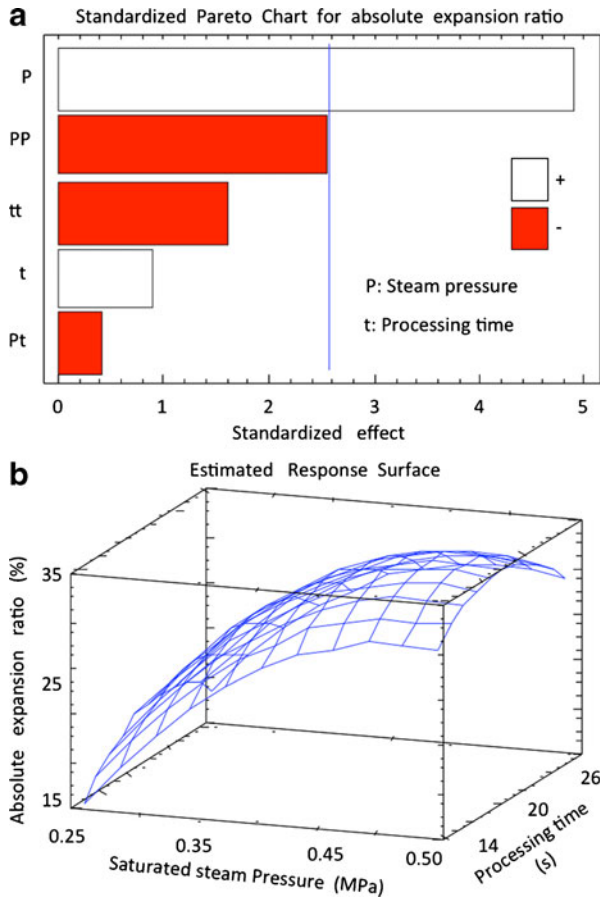 a
Standardized Pareto Chart for absolute expansion ratio
P
PP
tt
t
Pt
+
-
P: Steam pressure
t: Processing time
0 1 2 3 4 5
Standardized effect
b
Estimated Response Surface
Absolute expansion ratio (%)
35
25
15
0.25 0.35 0.45 0.50
Saturated steam Pressure (MPa)
14 20 26
Processing time
(s)